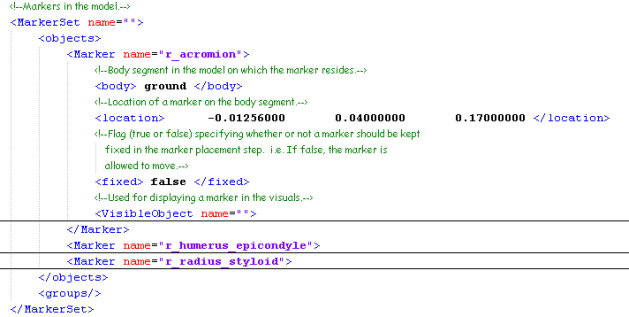 <!--Markers in the model.-->
<MarkerSet name="">
<objects>
<Marker name="r_acromion">
<!--Body segment in the model on which the marker resides.-->
<body> ground </body>
<!--Location of a marker on the body segment.-->
<location> -0.01256000 0.04000000 0.17000000 </location>
<!--Flag (true or false) specifying whether or not a marker should be kept
fixed in the marker placement step. i.e. If false, the marker is
allowed to move.-->
<fixed> false </fixed>
<!--Used for displaying a marker in the visuals.-->
<VisibleObject name="">
</Marker>
<Marker name="r_humerus_epicondyle">
<Marker name="r_radius_styloid">
</objects>
<groups/>
</MarkerSet>